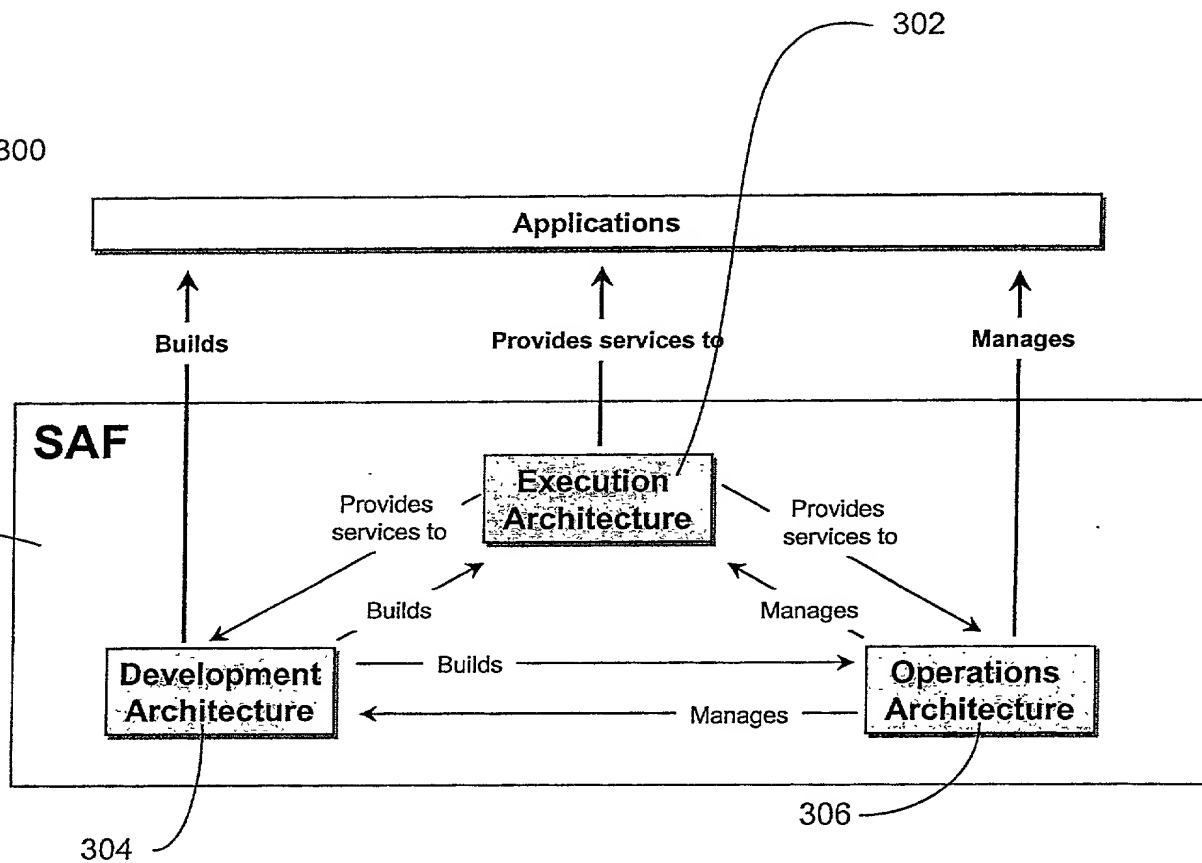 302
300
Applications
Builds
Provides services to
Manages
SAF
Execution
Architecture
Provides
services to
Provides
services to
Builds
Manages
Development
Architecture
Builds
Manages
Operations
Architecture
304
306